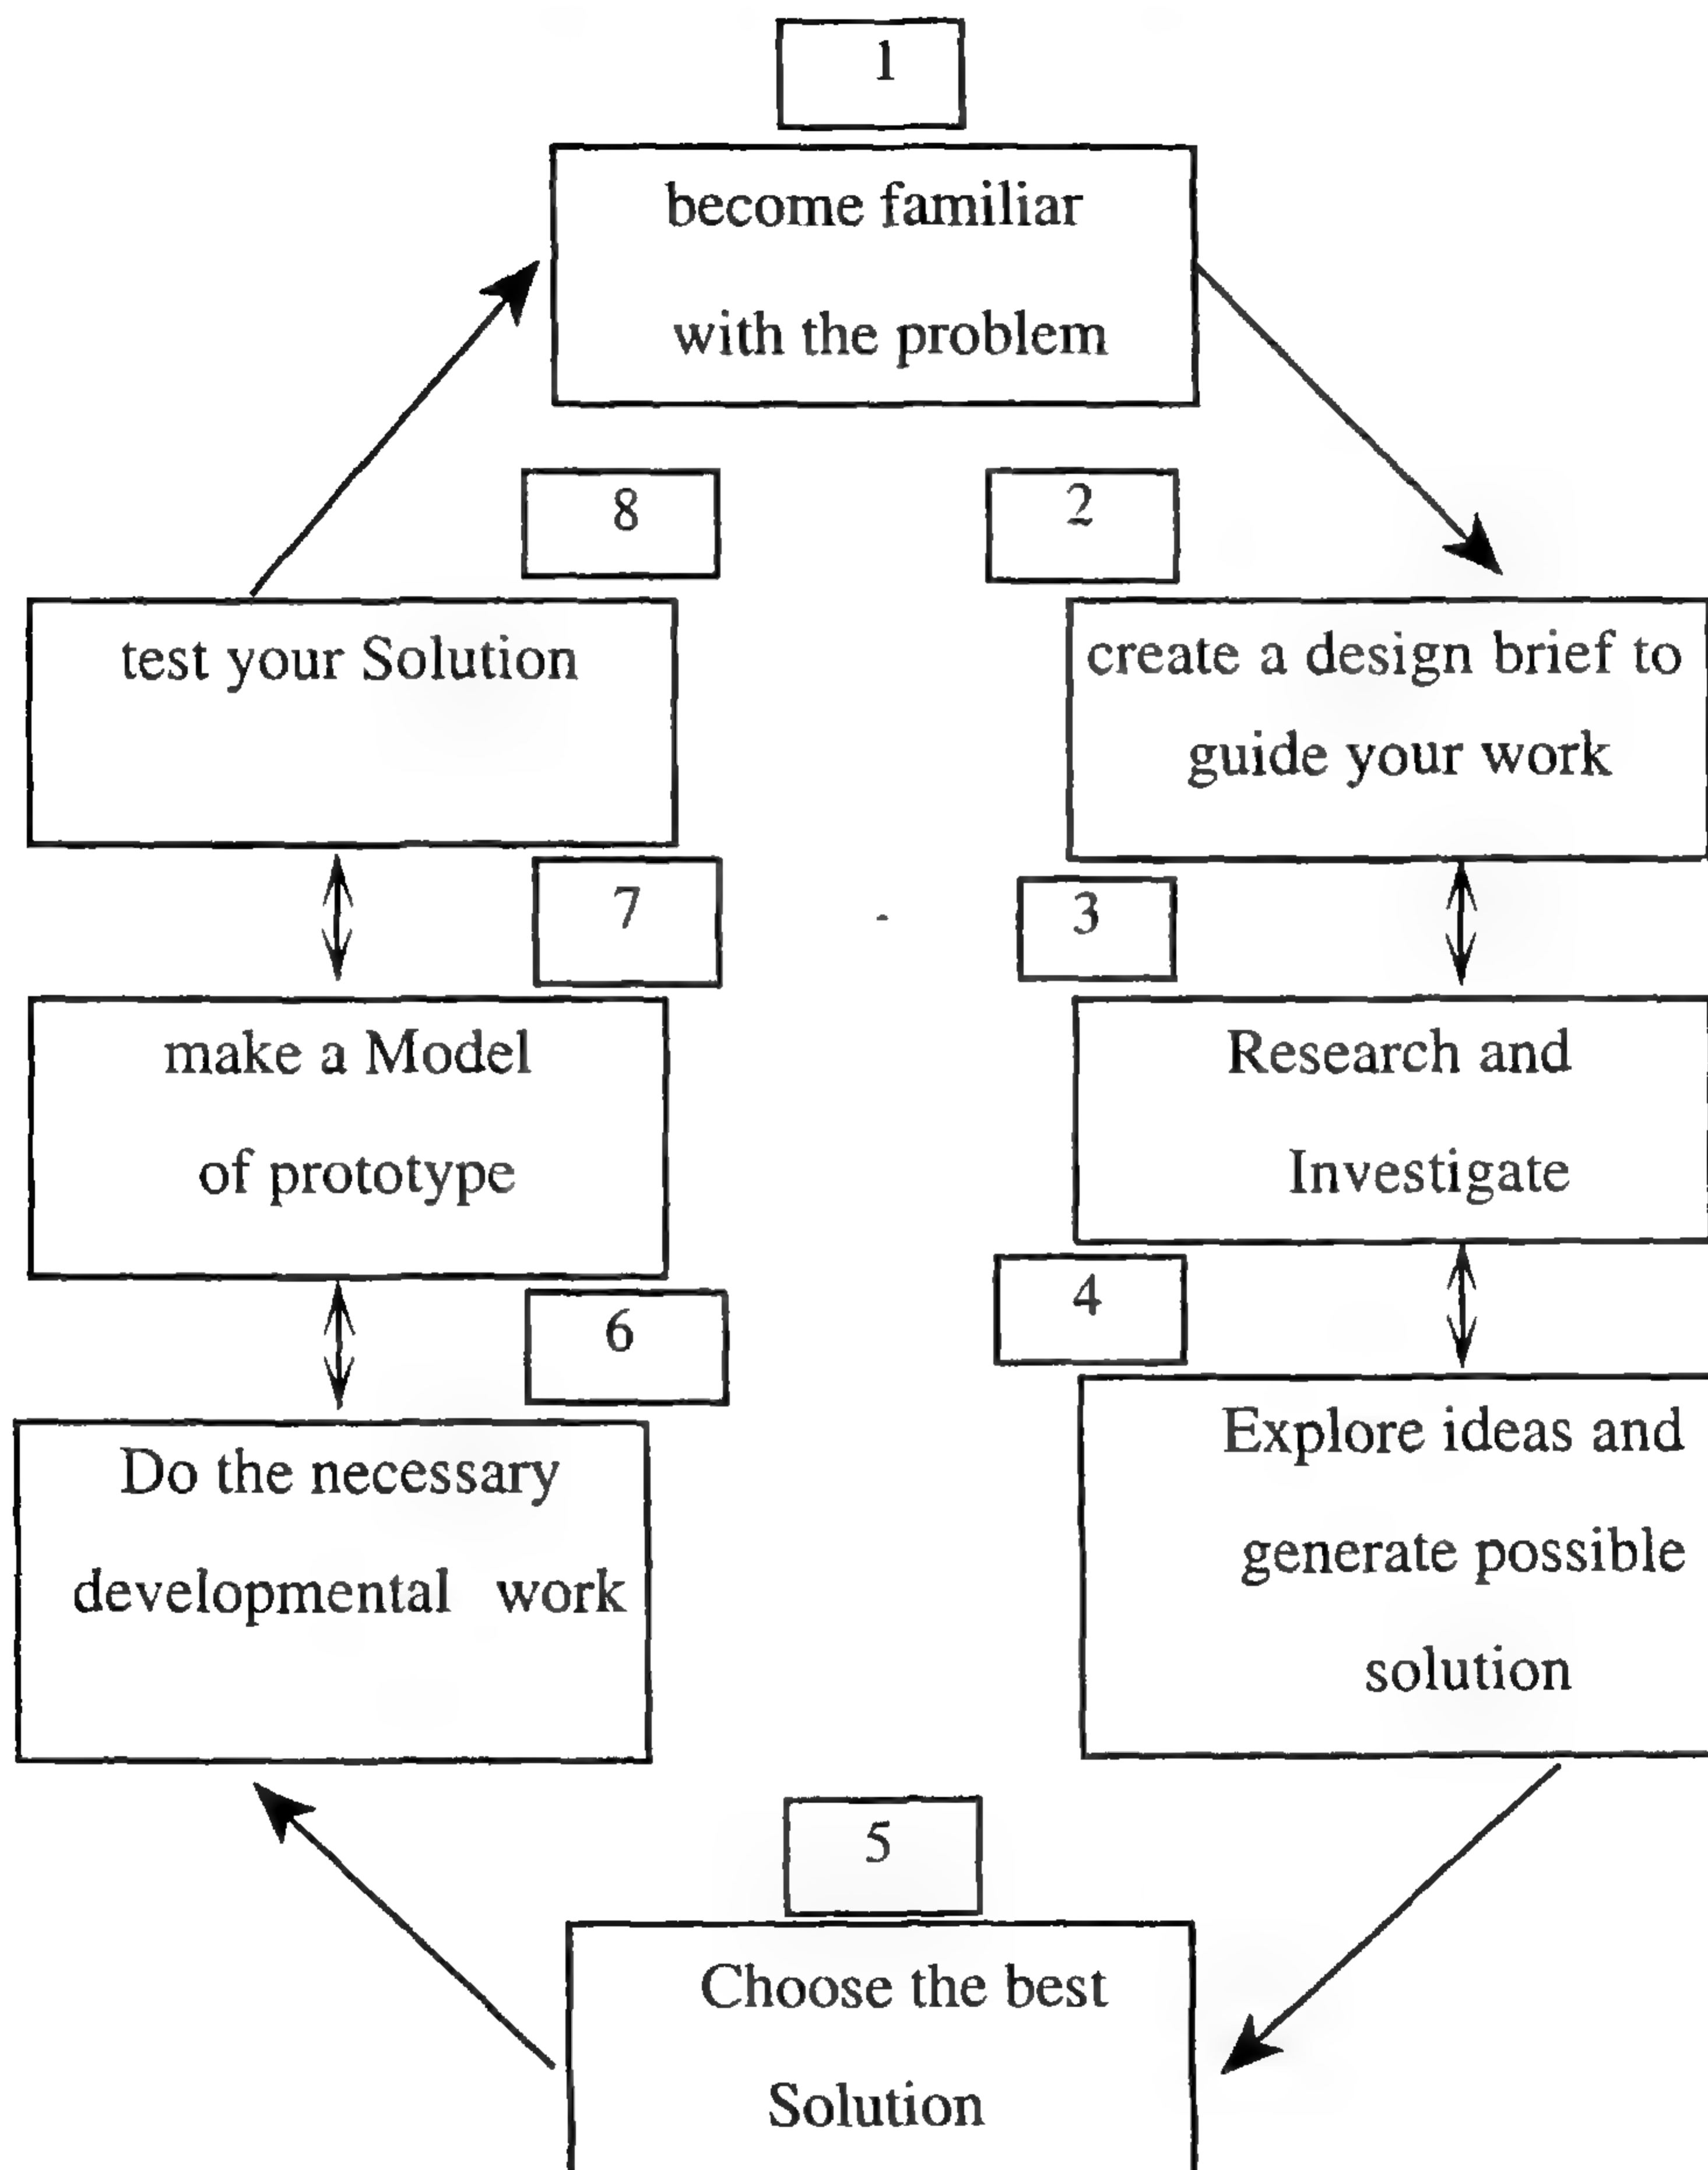 1
become familiar
with the problem
2
create a design brief to
guide your work
3
Research and
Investigate
4
Explore ideas and
generate possible
solution
5
Choose the best
Solution
6
Do the necessary
developmental work
7
make a Model
of prototype
8
test your Solution